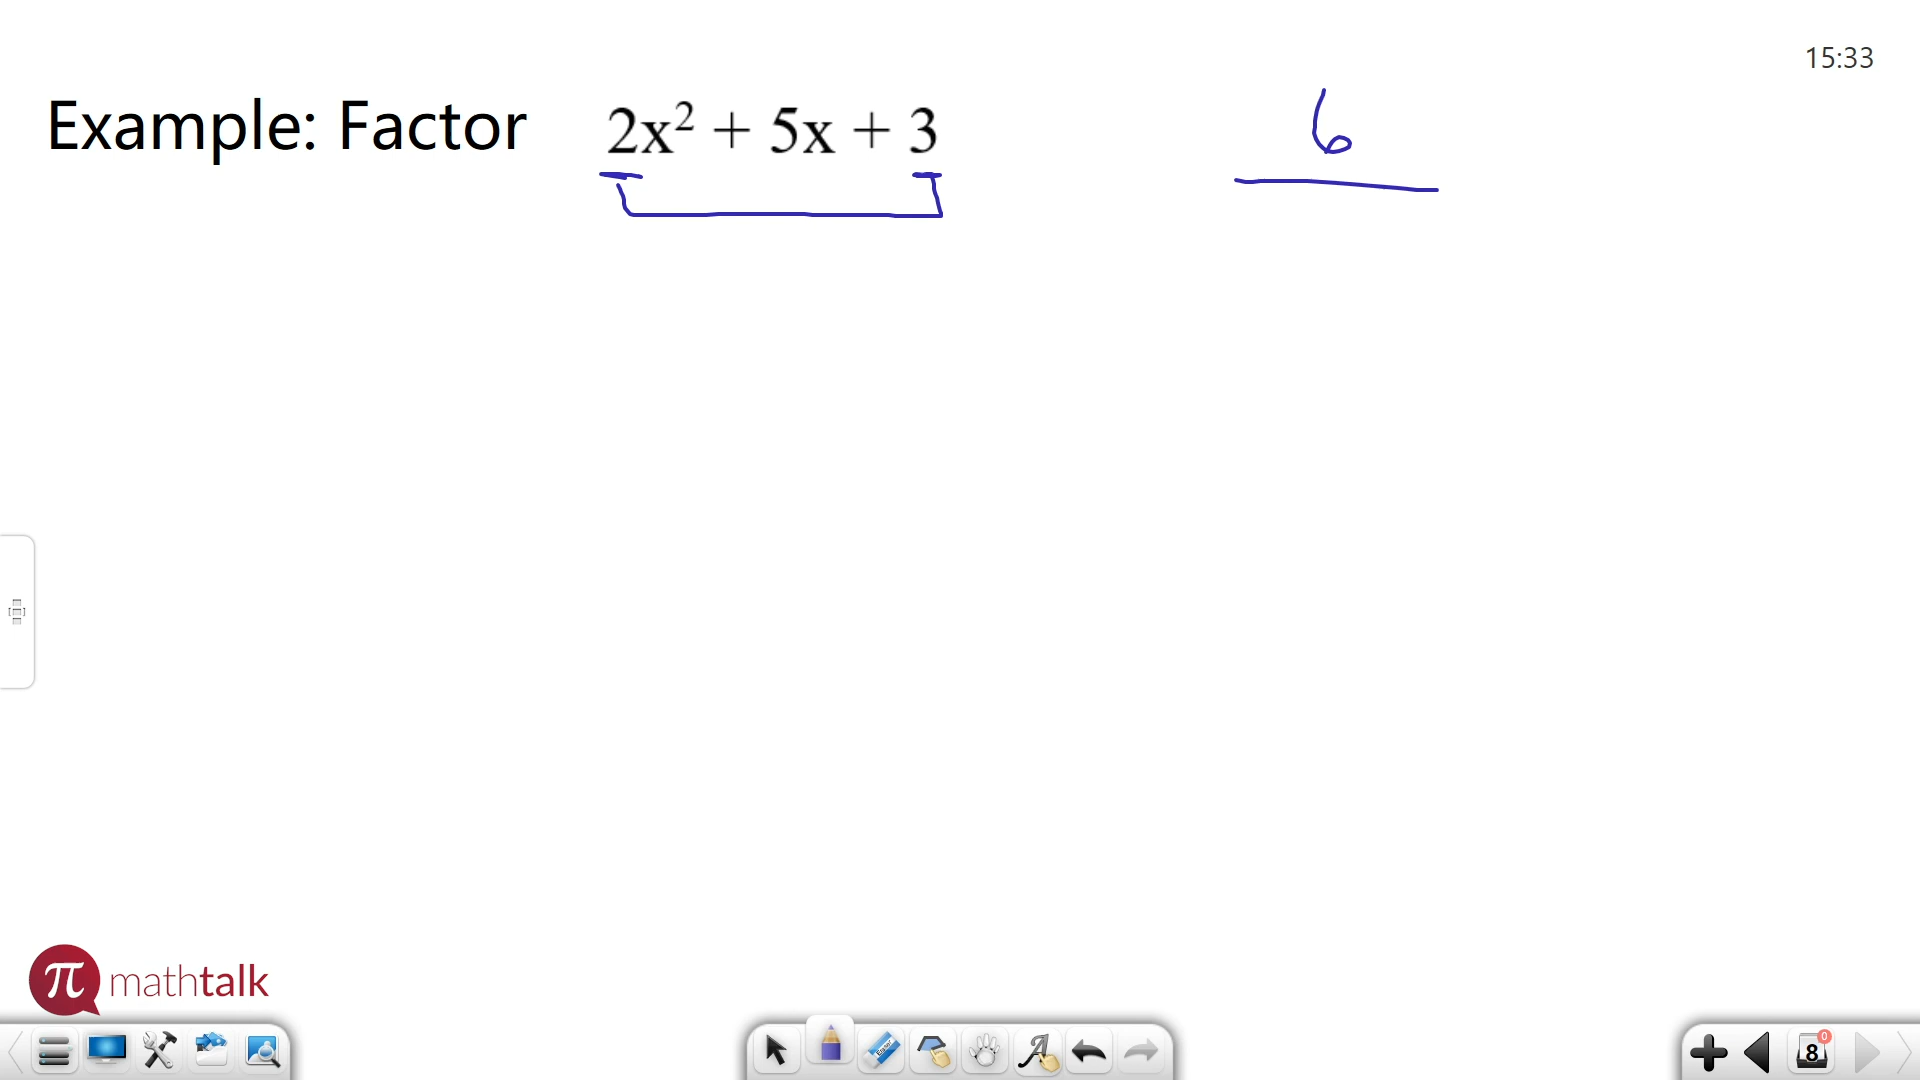 15:33
Example: Factor 2x² + 5x + 3
6
mathtalk
8
0